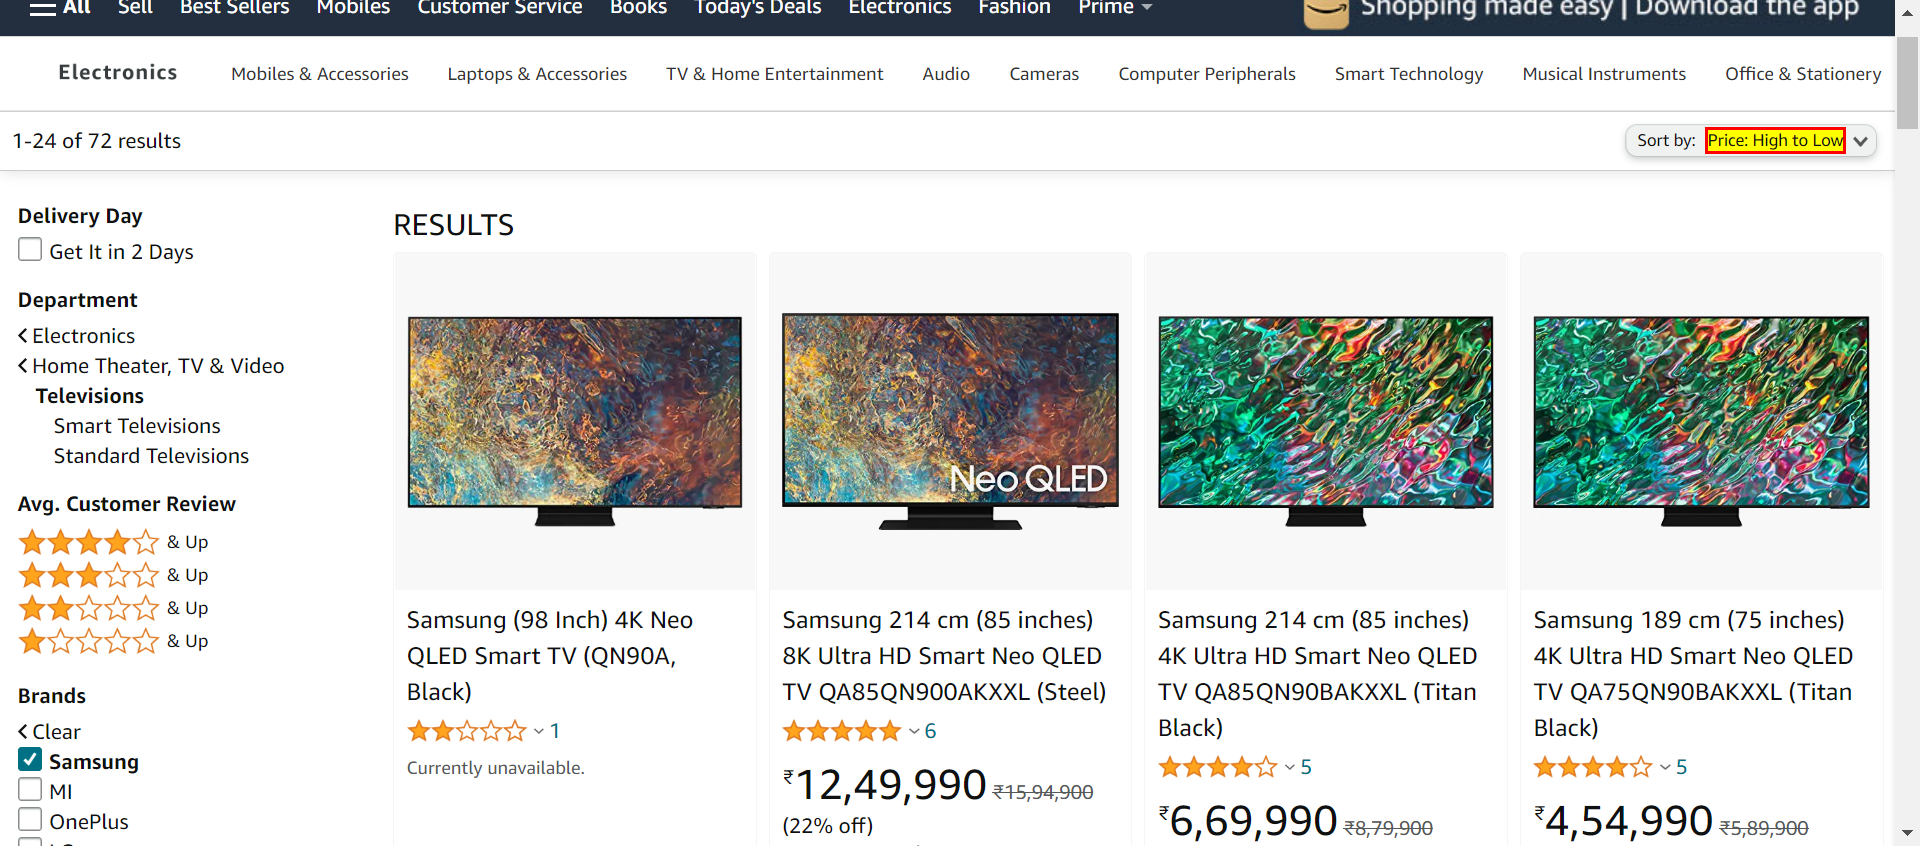 All Sell Best Sellers Mobiles Customer Service Books Today's Deals Electronics Fashion Prime Shopping made easy | Download the app
Electronics Mobiles & Accessories Laptops & Accessories TV & Home Entertainment Audio Cameras Computer Peripherals Smart Technology Musical Instruments Office & Stationery
1-24 of 72 results
Sort by: Price: High to Low
Delivery Day
Get It in 2 Days
Department
Electronics
Home Theater, TV & Video
Televisions
Smart Televisions
Standard Televisions
Avg. Customer Review
& Up
& Up
& Up
& Up
Brands
Clear
Samsung
MI
OnePlus
RESULTS
Samsung (98 Inch) 4K Neo
QLED Smart TV (QN90A,
Black)
1
Currently unavailable.
Neo QLED
Samsung 214 cm (85 inches)
8K Ultra HD Smart Neo QLED
TV QA85QN900AKXXL (Steel)
6
₹12,49,990 ₹15,94,900
(22% off)
Samsung 214 cm (85 inches)
4K Ultra HD Smart Neo QLED
TV QA85QN90BAKXXL (Titan
Black)
5
₹6,69,990 ₹8,79,900
Samsung 189 cm (75 inches)
4K Ultra HD Smart Neo QLED
TV QA75QN90BAKXXL (Titan
Black)
5
₹4,54,990 ₹5,89,900